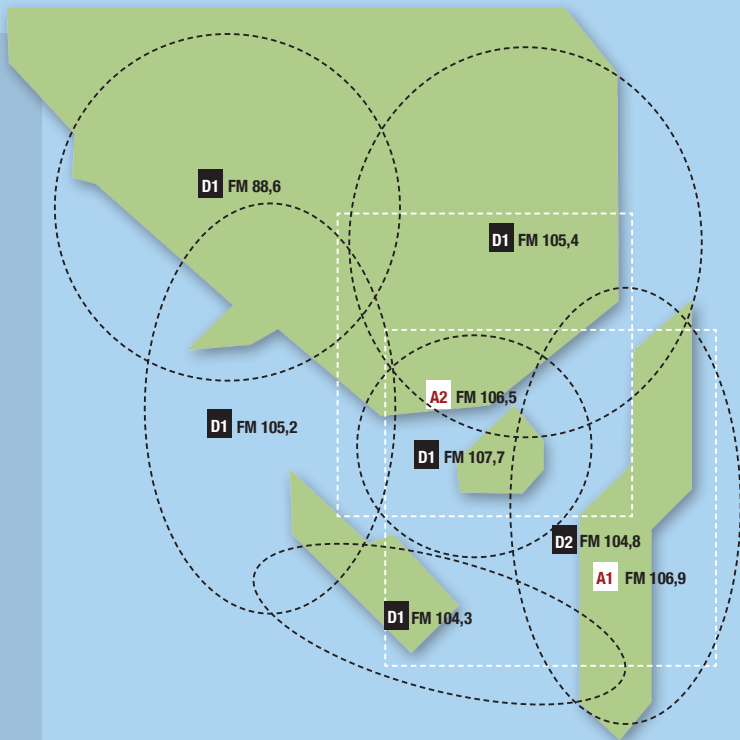 D1 FM 88,6
D1 FM 105,4
A2 FM 106,5
D1 FM 105,2
D1 FM 107,7
D2 FM 104,8
A1 FM 106,9
D1 FM 104,3